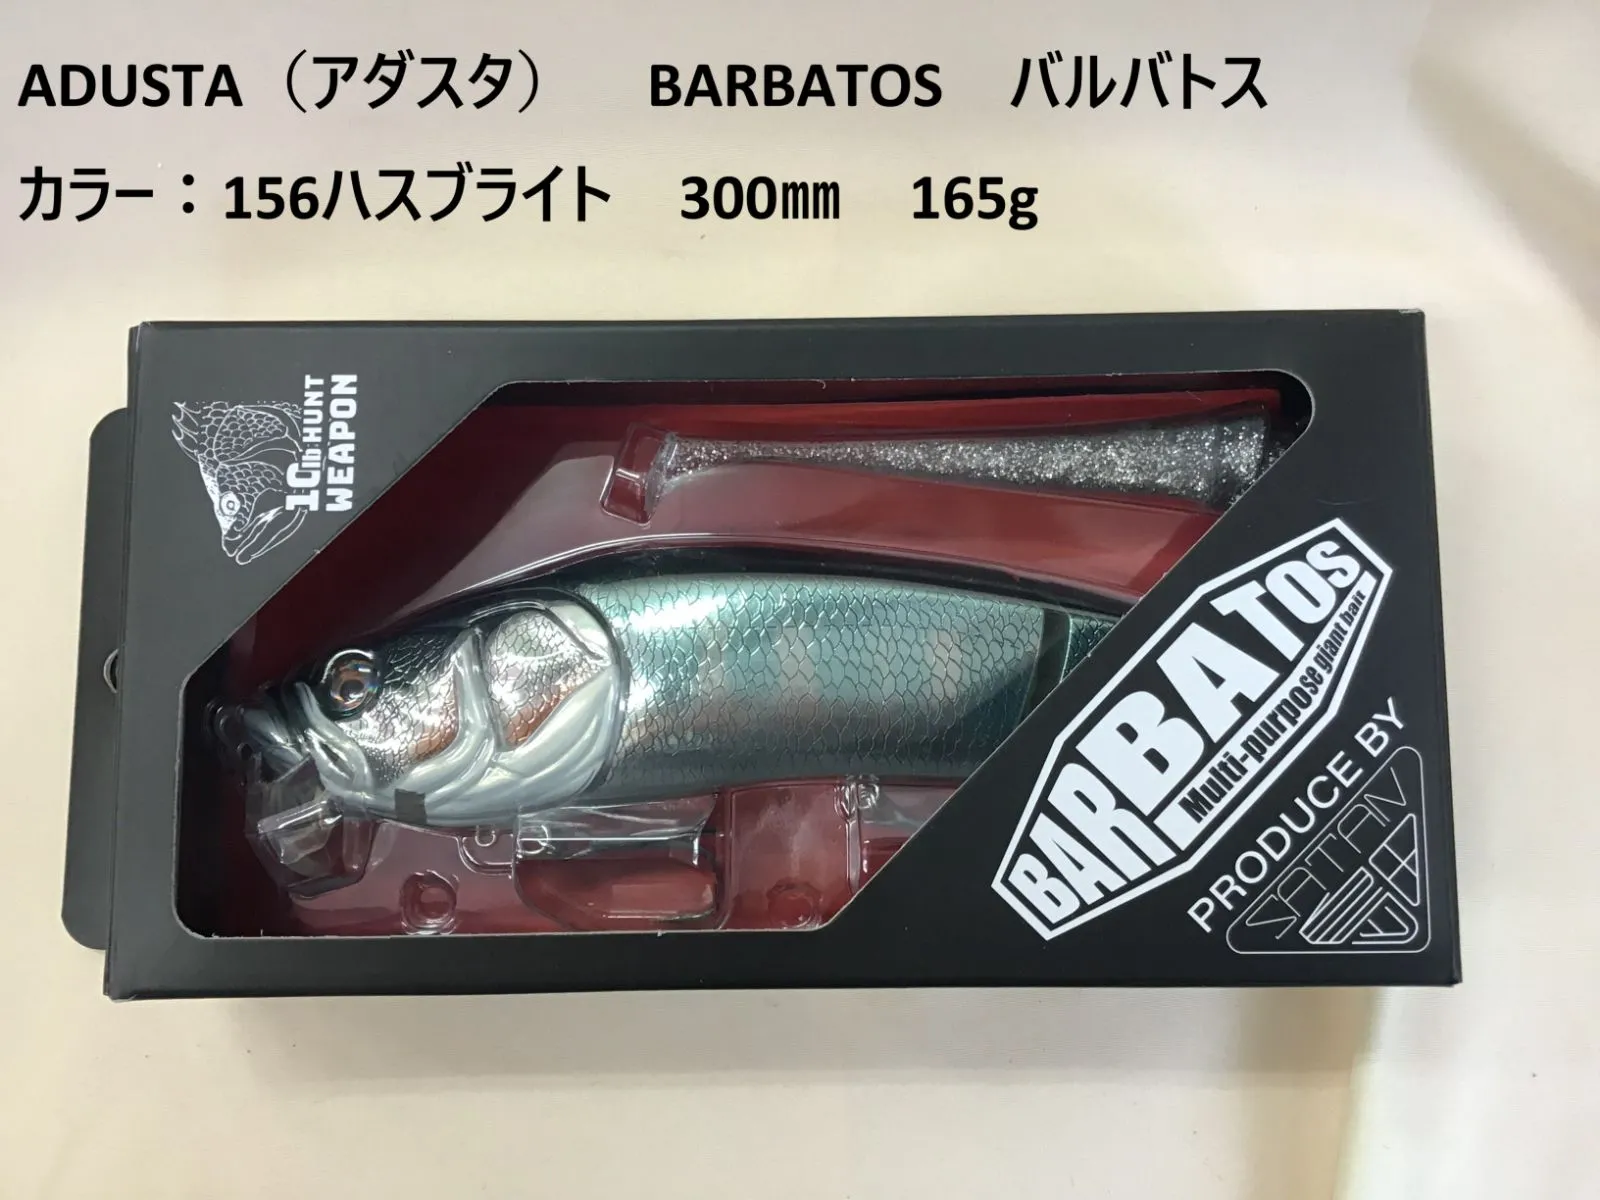 ADUSTA（アダスタ）　BARBATOS　バルバトス
カラー：156ハスブライト　300㎜　165g
10lb:HUNT
WEAPON
BARBATOS
Multi-purpose giant bait
PRODUCE BY
SATAN